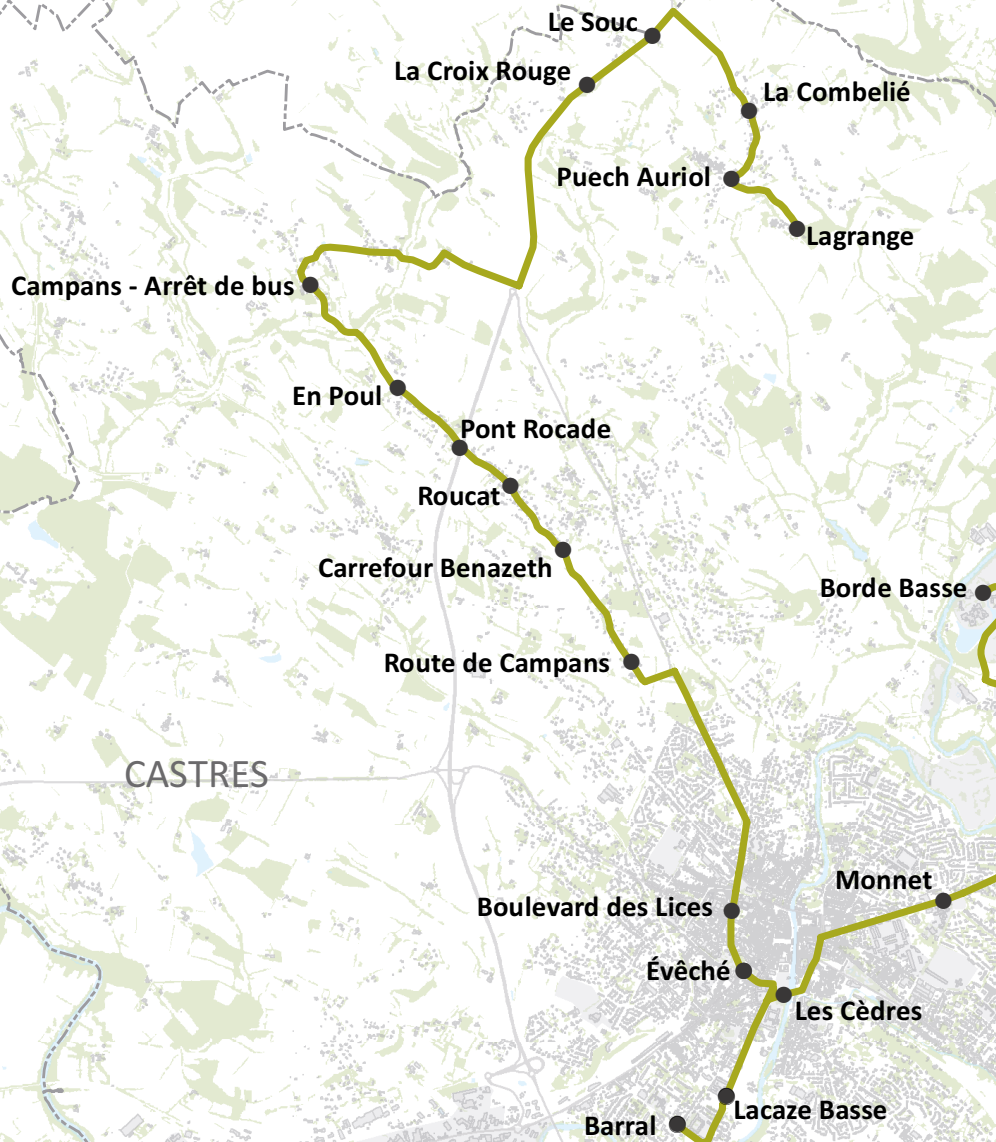 Le Souc
La Croix Rouge
La Combelié
Puech Auriol
Lagrange
Campans - Arrêt de bus
En Poul
Pont Rocade
Roucat
Carrefour Benazeth
Borde Basse
Route de Campans
CASTRES
Monnet
Boulevard des Lices
Évêché
Les Cèdres
Lacaze Basse
Barral